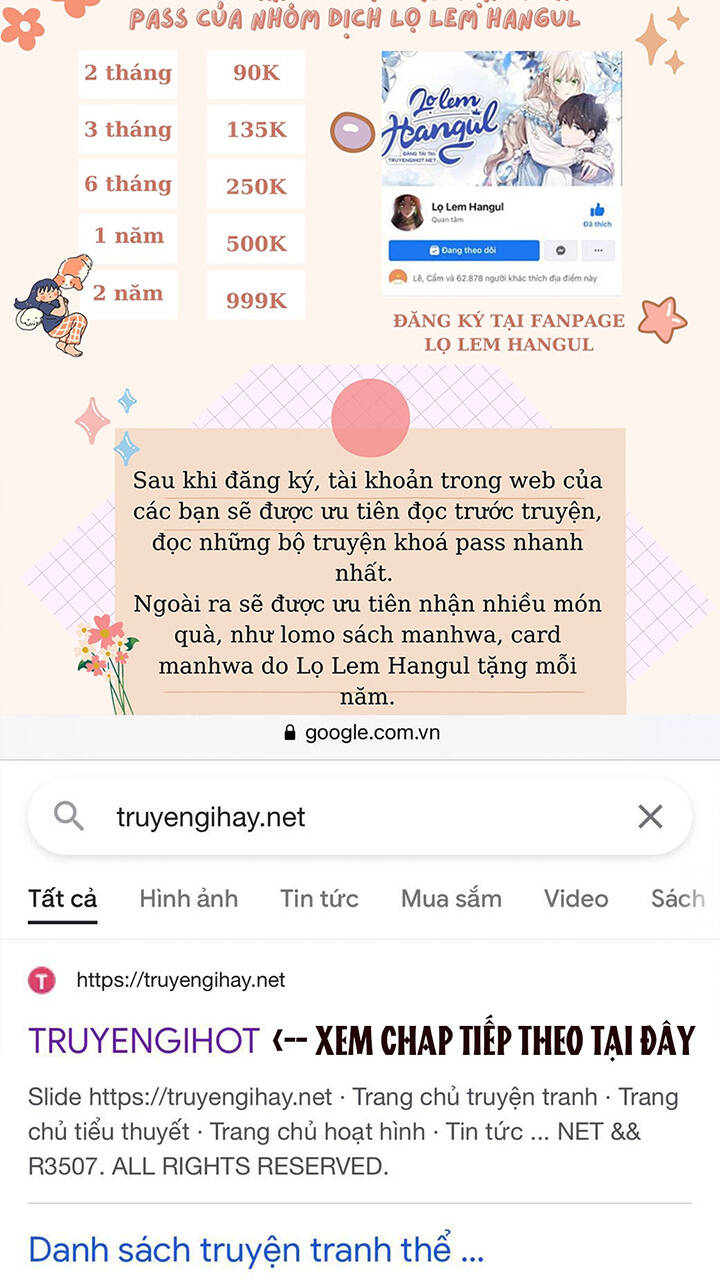 PASS CỦA NHÓM DỊCH LỌ LEM HANGUL
2 tháng 90K
3 tháng 135K
6 tháng 250K
1 năm 500K
2 năm 999K
Lọ lem
Hangul
ĐĂNG TẢI TẠI
TRUYENGIHOT.NET
Lọ Lem Hangul
Quan tâm
Đã thích
Đang theo dõi
Lê, Cẩm và 62.878 người khác thích địa điểm này
ĐĂNG KÝ TẠI FANPAGE
LỌ LEM HANGUL
Sau khi đăng ký, tài khoản trong web của
các bạn sẽ được ưu tiên đọc trước truyện,
đọc những bộ truyện khoá pass nhanh
nhất.
Ngoài ra sẽ được ưu tiên nhận nhiều món
quà, như lomo sách manhwa, card
manhwa do Lọ Lem Hangul tặng mỗi
năm.
google.com.vn
truyengihay.net
Tất cả Hình ảnh Tin tức Mua sắm Video Sách
T https://truyengihay.net
TRUYENGIHOT <-- XEM CHAP TIẾP THEO TẠI ĐÂY
Slide https://truyengihay.net · Trang chủ truyện tranh · Trang
chủ tiểu thuyết · Trang chủ hoạt hình · Tin tức ... NET &&
R3507. ALL RIGHTS RESERVED.
Danh sách truyện tranh thể ...